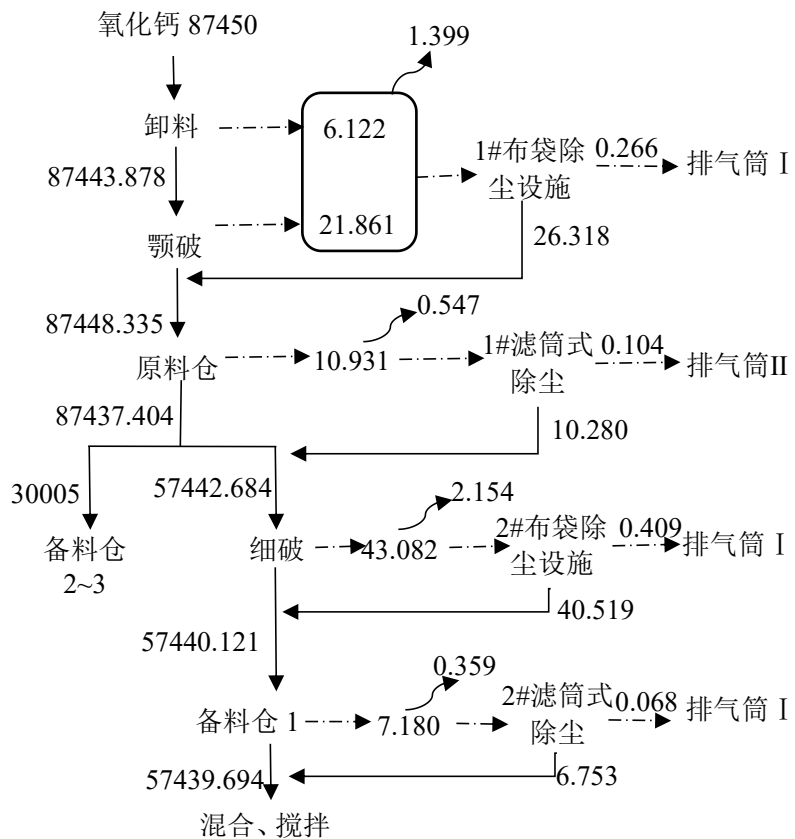 氧化钙 87450
1.399
卸料
6.122
87443.878
1#布袋除
尘设施
0.266
排气筒 I
颚破
21.861
26.318
87448.335
0.547
原料仓
10.931
1#滤筒式
除尘
0.104
排气筒II
87437.404
10.280
30005
57442.684
2.154
备料仓
2~3
细破
43.082
2#布袋除
尘设施
0.409
排气筒 I
40.519
57440.121
0.359
备料仓 1
7.180
2#滤筒式
除尘
0.068
排气筒 I
57439.694
6.753
混合、搅拌